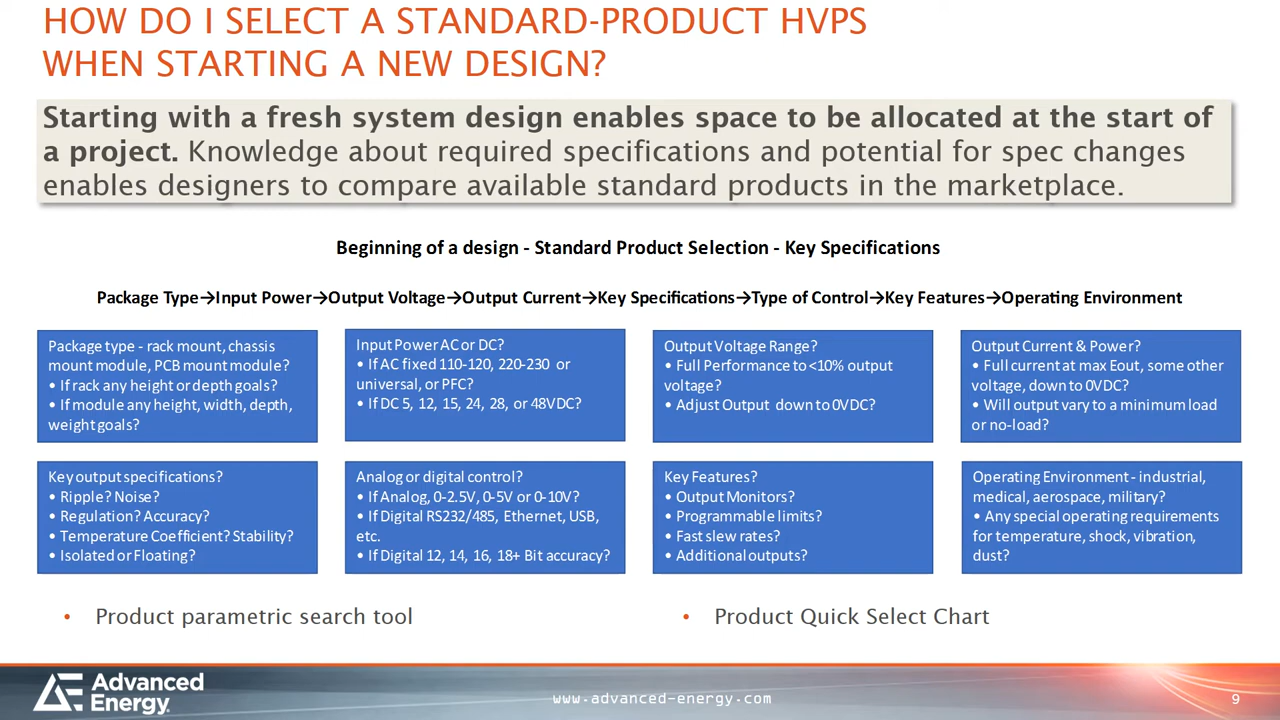 HOW DO I SELECT A STANDARD-PRODUCT HVPS
WHEN STARTING A NEW DESIGN?
Starting with a fresh system design enables space to be allocated at the start of
a project. Knowledge about required specifications and potential for spec changes
enables designers to compare available standard products in the marketplace.
Beginning of a design - Standard Product Selection - Key Specifications
Package Type→Input Power→Output Voltage→Output Current→Key Specifications→Type of Control→Key Features→Operating Environment
Package type - rack mount, chassis
mount module, PCB mount module?
• If rack any height or depth goals?
• If module any height, width, depth,
weight goals?
Input Power AC or DC?
• If AC fixed 110-120, 220-230 or
universal, or PFC?
• If DC 5, 12, 15, 24, 28, or 48VDC?
Output Voltage Range?
• Full Performance to <10% output
voltage?
• Adjust Output down to 0VDC?
Output Current & Power?
• Full current at max Eout, some other
voltage, down to 0VDC?
• Will output vary to a minimum load
or no-load?
Key output specifications?
• Ripple? Noise?
• Regulation? Accuracy?
• Temperature Coefficient? Stability?
• Isolated or Floating?
Analog or digital control?
• If Analog, 0-2.5V, 0-5V or 0-10V?
• If Digital RS232/485, Ethernet, USB,
etc.
• If Digital 12, 14, 16, 18+ Bit accuracy?
Key Features?
• Output Monitors?
• Programmable limits?
• Fast slew rates?
• Additional outputs?
Operating Environment - industrial,
medical, aerospace, military?
• Any special operating requirements
for temperature, shock, vibration,
dust?
• Product parametric search tool
• Product Quick Select Chart
Advanced
Energy
www.advanced-energy.com
9